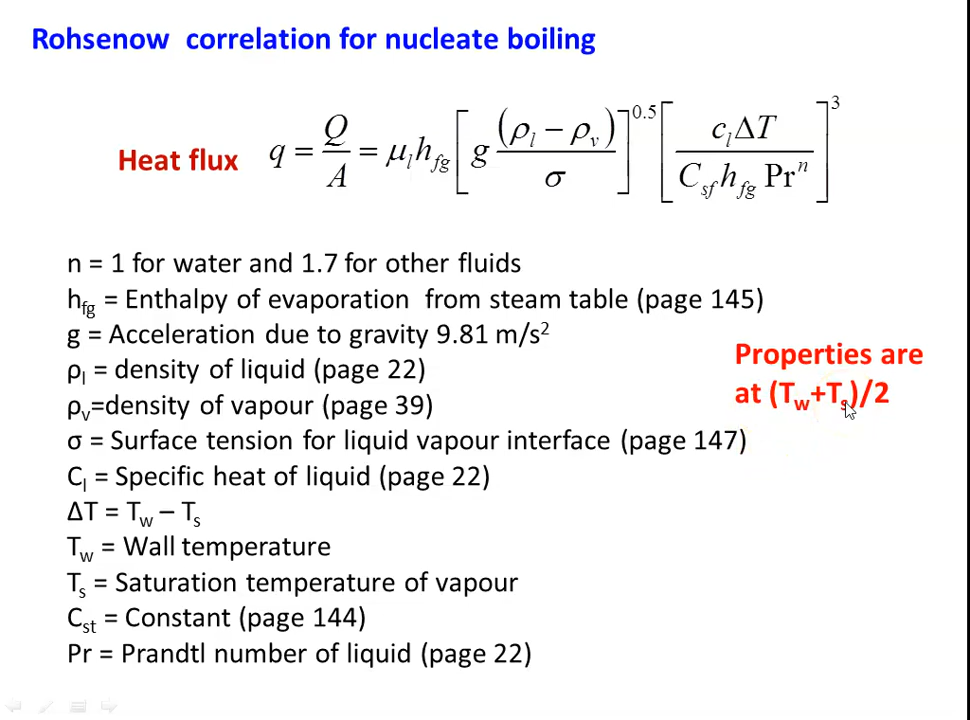 Rohsenow correlation for nucleate boiling
Heat flux q = Q/A = μ_l h_fg [g (ρ_l − ρ_v)/σ]^0.5 [c_l ΔT / (C_sf h_fg Pr^n)]^3
n = 1 for water and 1.7 for other fluids
h_fg = Enthalpy of evaporation from steam table (page 145)
g = Acceleration due to gravity 9.81 m/s²
ρ_l = density of liquid (page 22)
ρ_v=density of vapour (page 39)
σ = Surface tension for liquid vapour interface (page 147)
C_l = Specific heat of liquid (page 22)
ΔT = T_w – T_s
T_w = Wall temperature
T_s = Saturation temperature of vapour
C_st = Constant (page 144)
Pr = Prandtl number of liquid (page 22)
Properties are
at (T_w+T_s)/2